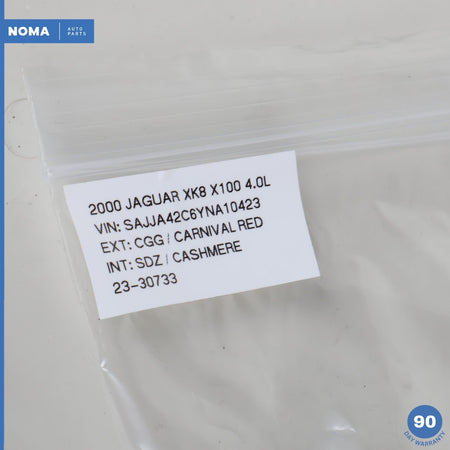 NOMA AUTO PARTS
2000 JAGUAR XK8 X100 4.0L
VIN: SAJJA42C6YNA10423
EXT: CGG / CARNIVAL RED
INT: SDZ / CASHMERE
23-30733
90
DAY WARRANTY